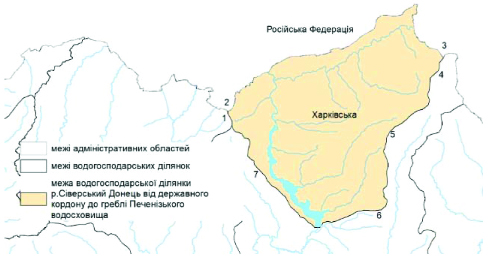 Російська Федерація
3
4
2
1
Харківська
5
7
6
межі адміністративних областей
межі водогосподарських ділянок
межа водогосподарської ділянки
р.Сіверський Донець від державного
кордону до греблі Печенізького
водосховища